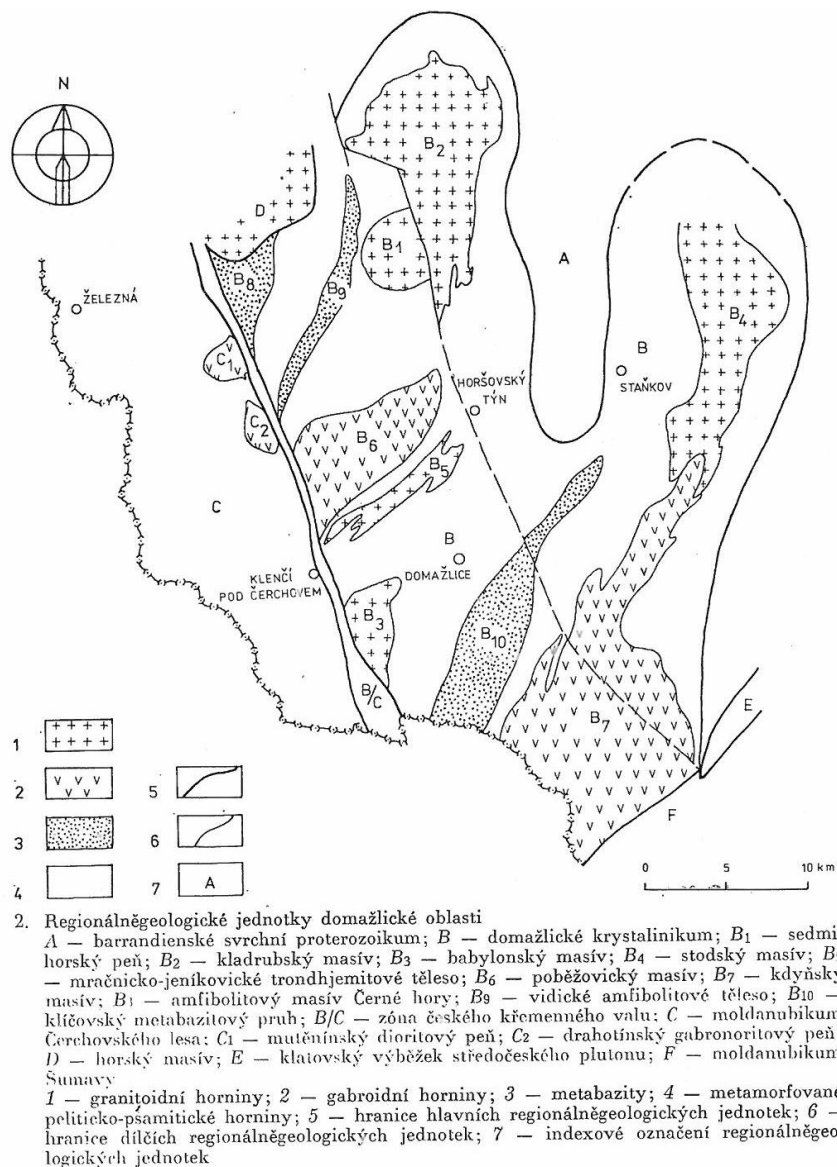 N
B2
D
B1
A
B8
B9
ŽELEZNÁ
B4
B
STAŇKOV
C1
HORŠOVSKÝ
TÝN
C2
B6
B5
C
B
DOMAŽLICE
KLENČÍ
POD ČERCHOVEM
B3
B10
B/C
B7
E
F
1
2
3
4
5
6
7 A
0 5 10 km
2. Regionálněgeologické jednotky domažlické oblasti
A — barrandienské svrchní proterozoikum; B — domažlické krystalinikum; B1 — sedmi
horský peň; B2 — kladrubský masív; B3 — babylonský masív; B4 — stodský masív; B
— mračnicko-jeníkovické trondhjemitové těleso; B6 — poběžovický masív; B7 — kdyňsk
masív; B — amfibolitový masív Černé hory; B9 — vidické amfibolitové těleso; B10 —
klíčovský metabazitový pruh; B/C — zóna českého křemenného valu: C — moldanubikum
Čerchovského lesa: C1 — mutěnínský dioritový peň; C2 — drahotínský gabronoritový peň
D — borský masív; E — klatovský výběžek středočeského plutonu; F — moldanubikum
Šumavy
1 — granitoidní horniny; 2 — gabroidní horniny; 3 — metabazity; 4 — metamorfované
peliticko-psamitické horniny; 5 — hranice hlavních regionálněgeologických jednotek; 6 —
hranice dílčích regionálněgeologických jednotek; 7 — indexové označení regionálněgeo
logických jednotek